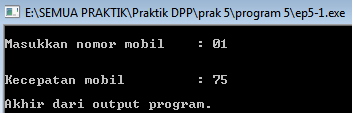 E:\SEMUA PRAKTIK\Praktik DPP\prak 5\program 5\ep5-1.exe
Masukkan nomor mobil : 01
Kecepatan mobil : 75
Akhir dari output program.